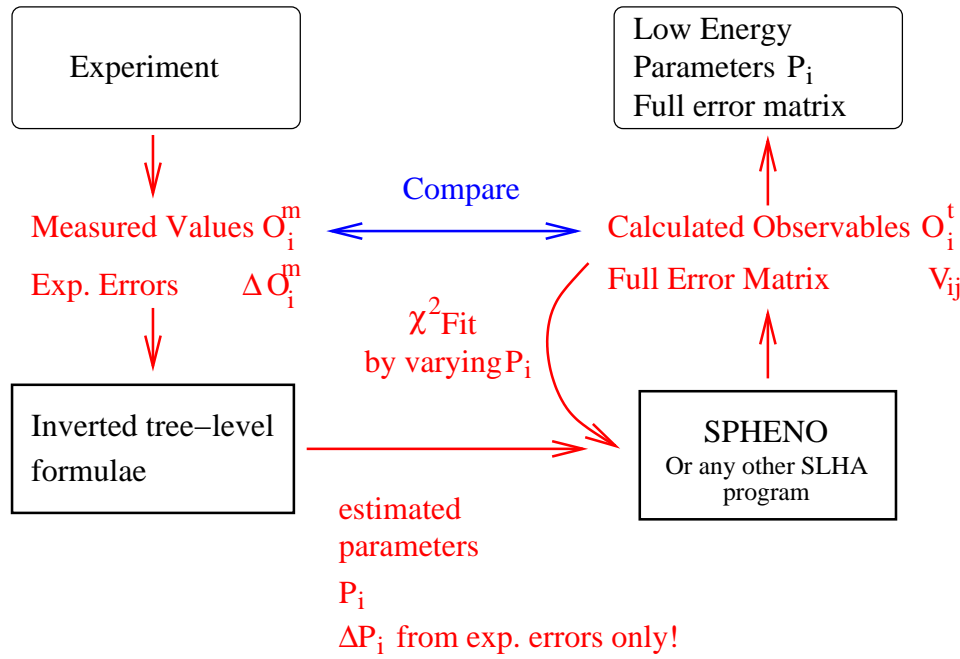 Experiment
Low Energy
Parameters P_i
Full error matrix
Compare
Measured Values O_i^m
Exp. Errors Δ O_i^m
Calculated Observables O_i^t
Full Error Matrix V_ij
χ^2 Fit
by varying P_i
Inverted tree−level
formulae
SPHENO
Or any other SLHA
program
estimated
parameters
P_i
ΔP_i from exp. errors only!